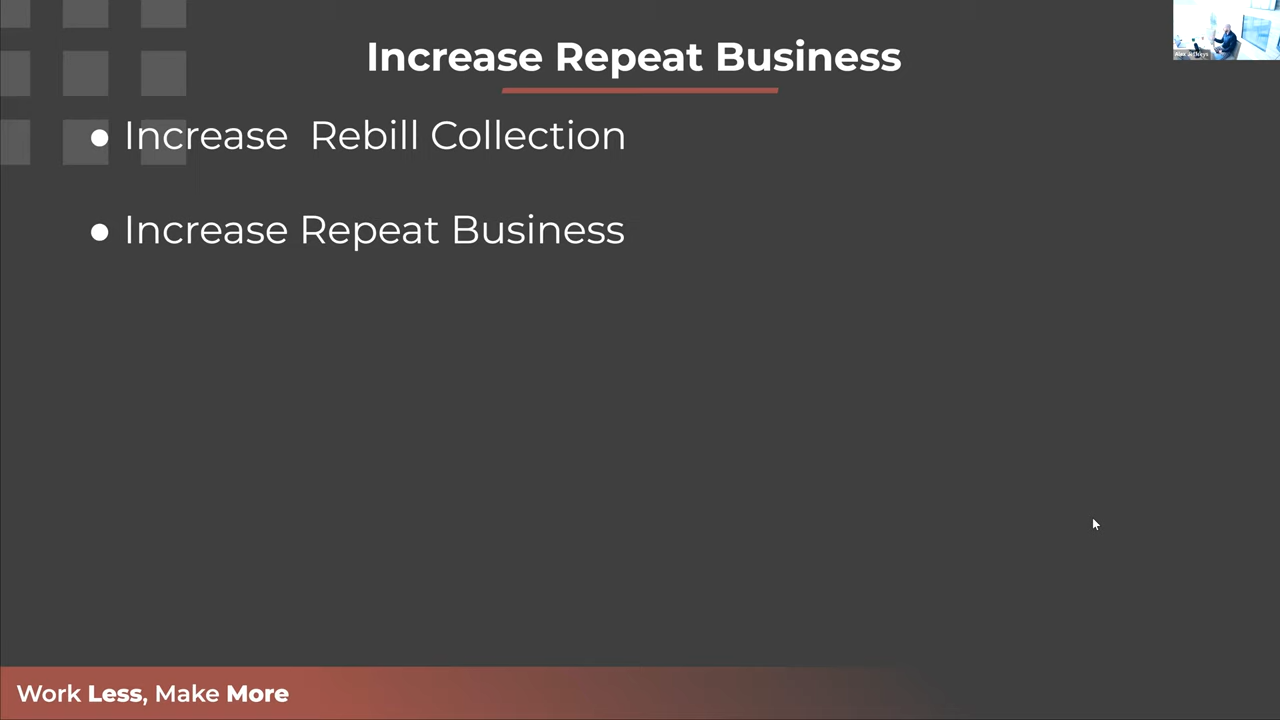 Increase Repeat Business
● Increase  Rebill Collection
● Increase Repeat Business
Work Less, Make More